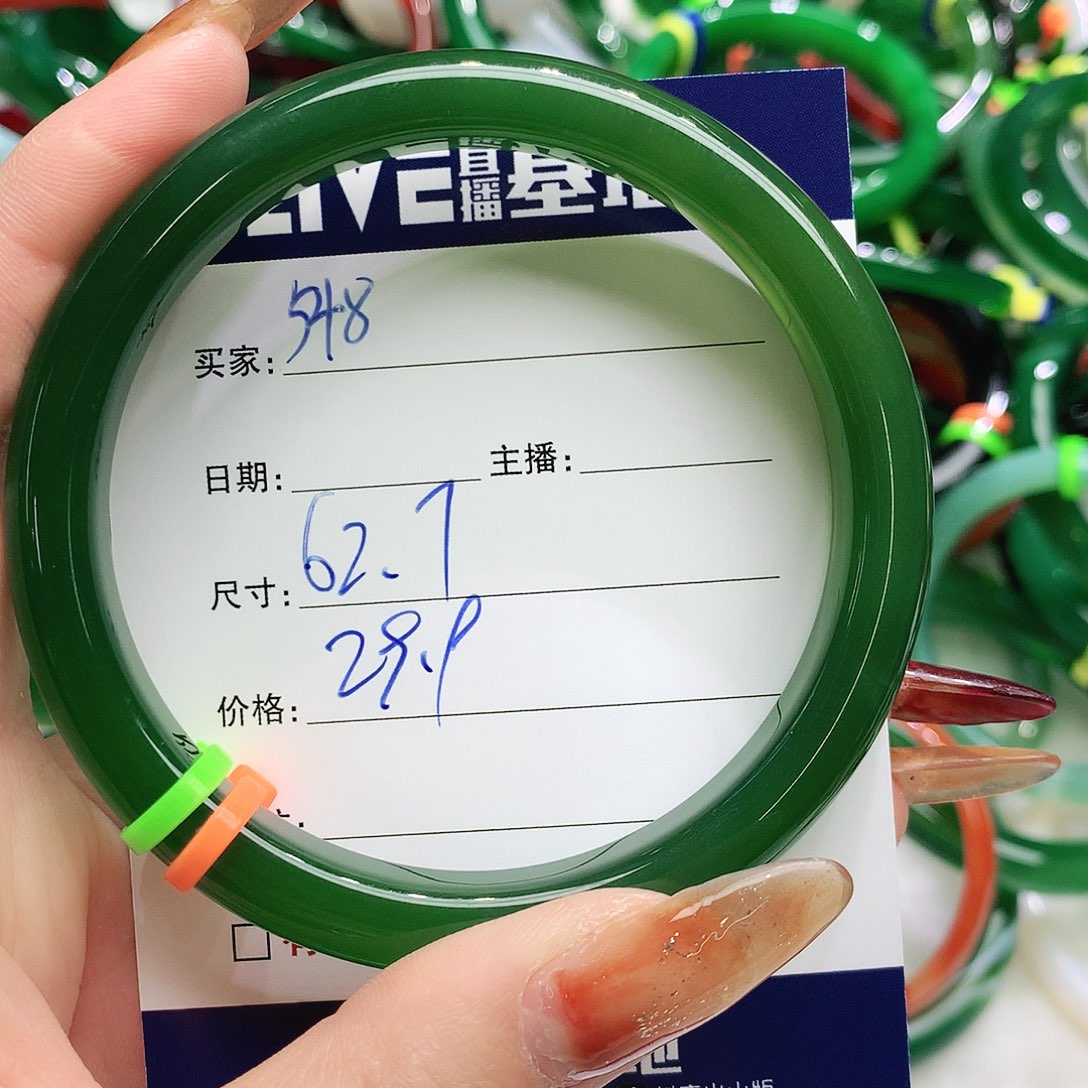 LIVE直播基地
买家: 548
日期: 主播:
尺寸: 62.7
价格: 29.9